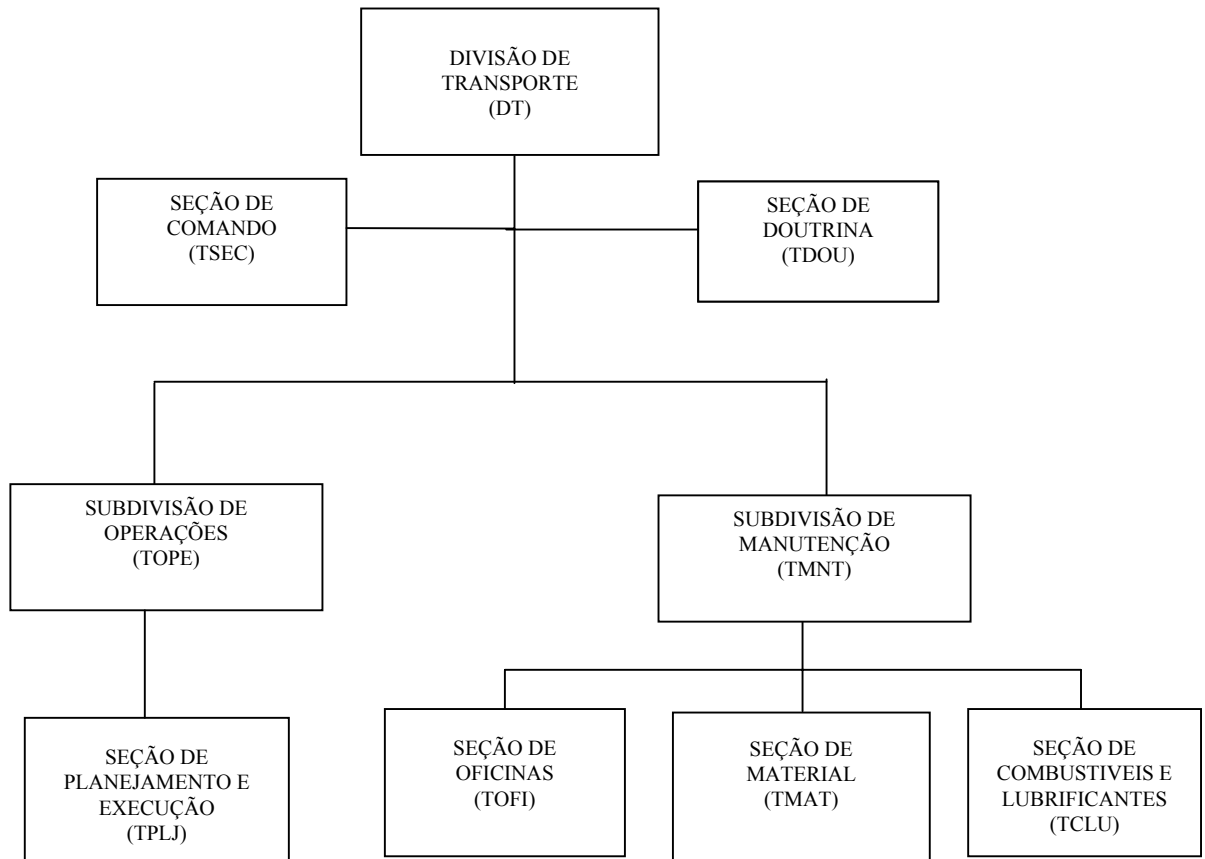 DIVISÃO DE
TRANSPORTE
(DT)
SEÇÃO DE
COMANDO
(TSEC)
SEÇÃO DE
DOUTRINA
(TDOU)
SUBDIVISÃO DE
OPERAÇÕES
(TOPE)
SUBDIVISÃO DE
MANUTENÇÃO
(TMNT)
SEÇÃO DE
PLANEJAMENTO E
EXECUÇÃO
(TPLJ)
SEÇÃO DE
OFICINAS
(TOFI)
SEÇÃO DE
MATERIAL
(TMAT)
SEÇÃO DE
COMBUSTIVEIS E
LUBRIFICANTES
(TCLU)